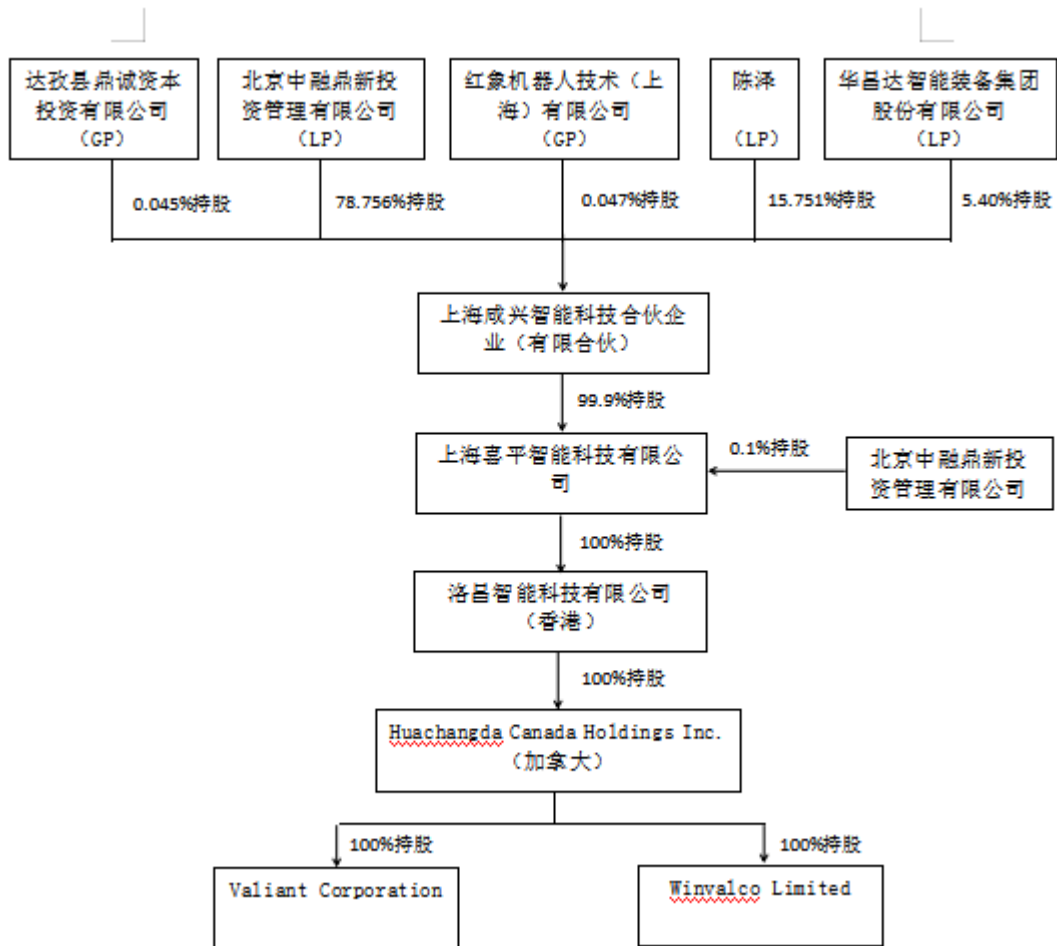 达孜县鼎诚资本
投资有限公司
（GP）
北京中融鼎新投
资管理有限公司
（LP）
红象机器人技术（上
海）有限公司
（GP）
陈泽
（LP）
华昌达智能装备集团
股份有限公司
（LP）
0.045%持股
78.756%持股
0.047%持股
15.751%持股
5.40%持股
上海咸兴智能科技合伙企
业（有限合伙）
99.9%持股
上海喜平智能科技有限公
司
0.1%持股
北京中融鼎新投
资管理有限公司
100%持股
洛昌智能科技有限公司
（香港）
100%持股
Huachangda Canada Holdings Inc.
（加拿大）
100%持股
100%持股
Valiant Corporation
Winvalco Limited